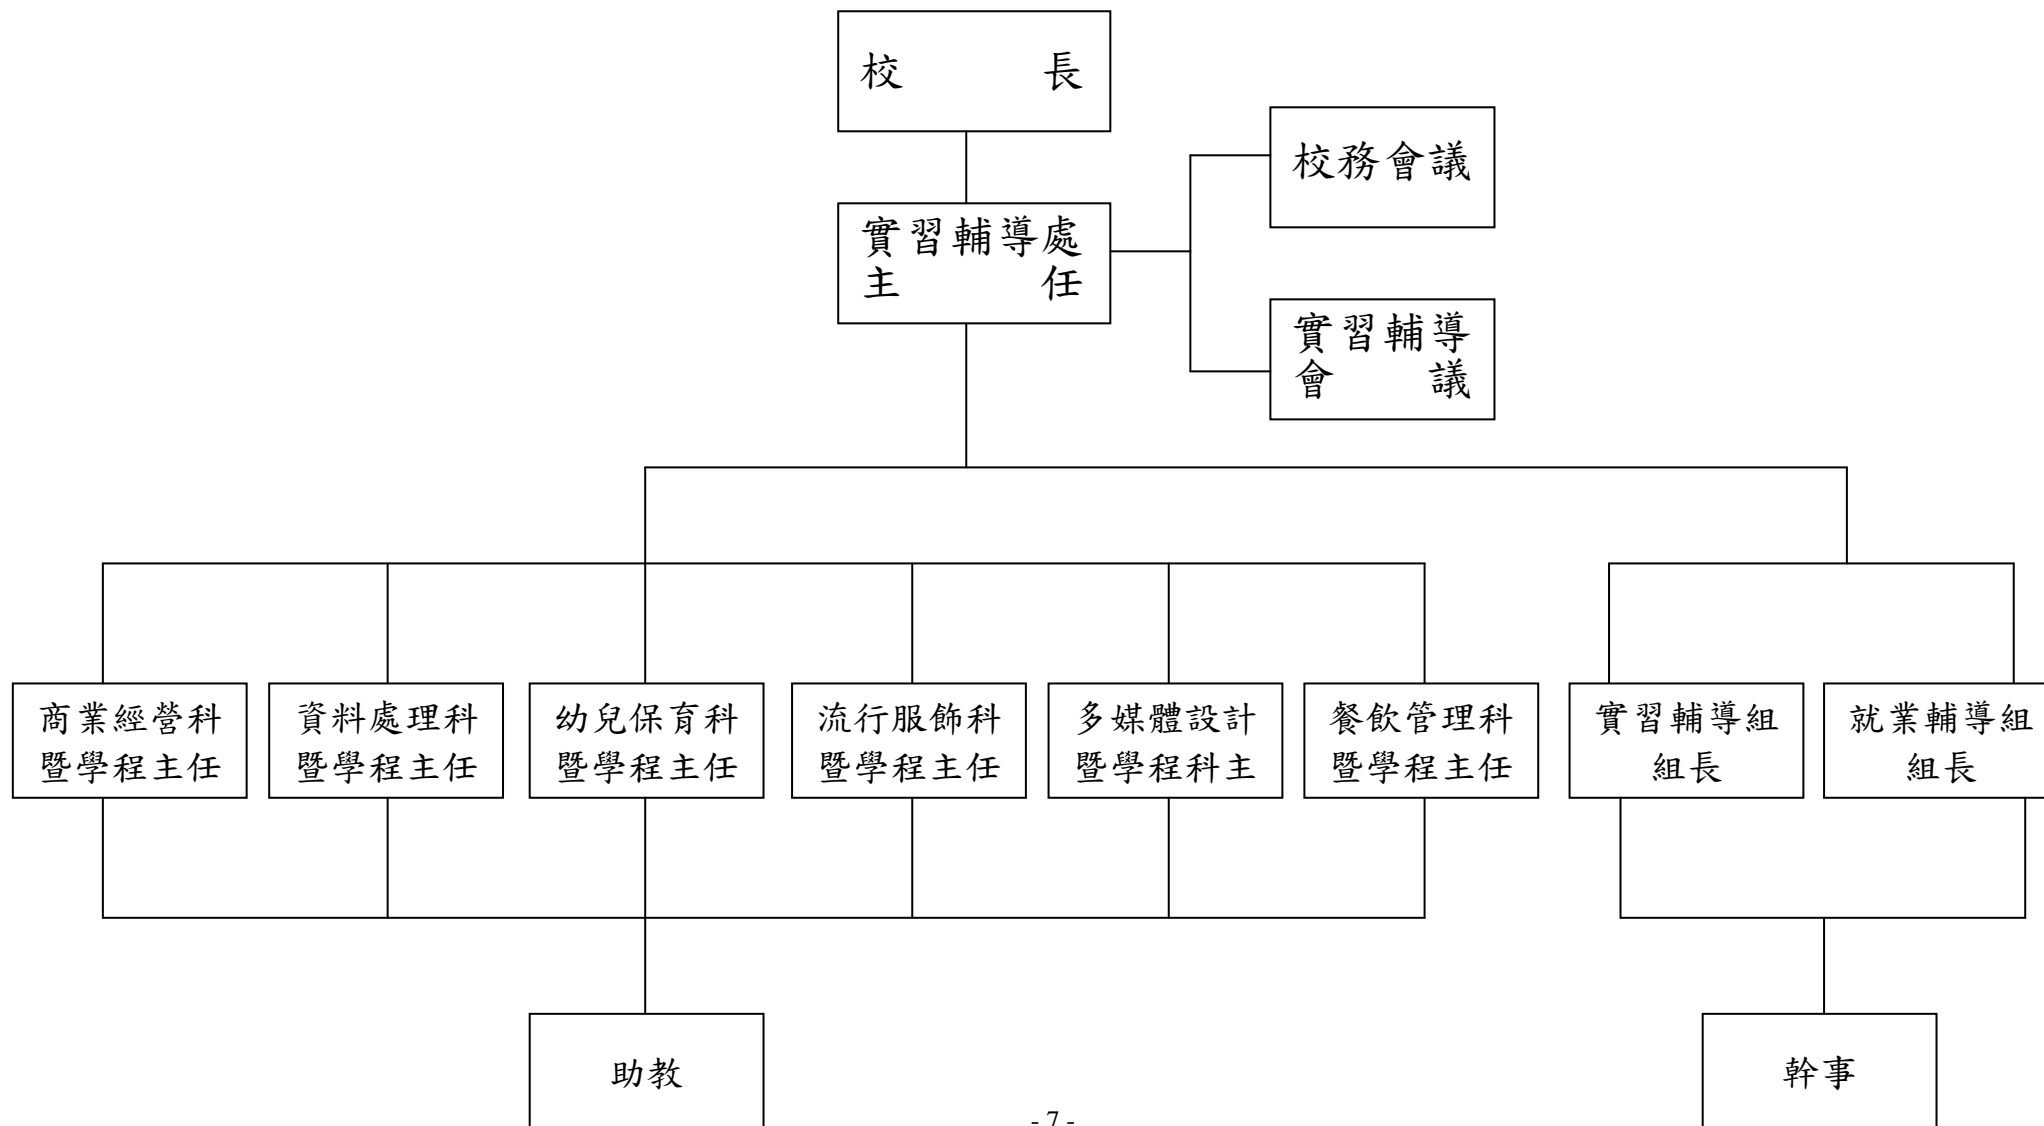 校長
校務會議
實習輔導處
主任
實習輔導
會議
商業經營科
暨學程主任
資料處理科
暨學程主任
幼兒保育科
暨學程主任
流行服飾科
暨學程主任
多媒體設計
暨學程科主
餐飲管理科
暨學程主任
實習輔導組
組長
就業輔導組
組長
助教
幹事
- 7 -